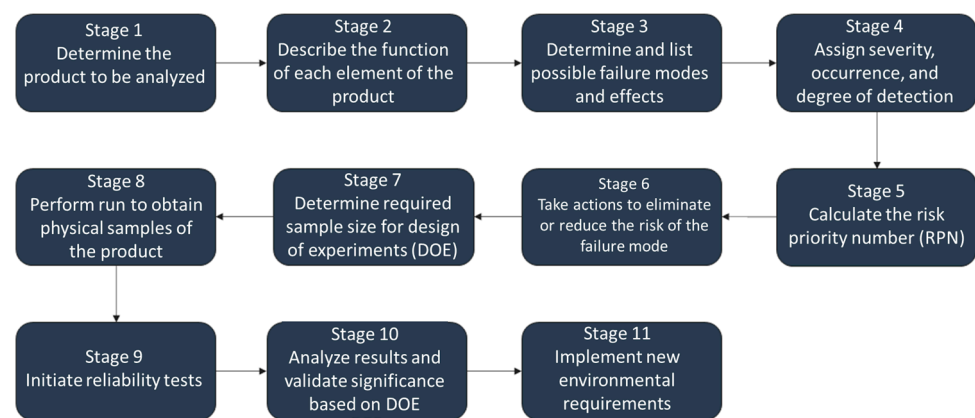 Stage 1
Determine the
product to be analyzed
Stage 2
Describe the function
of each element of the
product
Stage 3
Determine and list
possible failure modes
and effects
Stage 4
Assign severity,
occurrence, and
degree of detection
Stage 5
Calculate the risk
priority number (RPN)
Stage 6
Take actions to eliminate
or reduce the risk of the
failure mode
Stage 7
Determine required
sample size for design
of experiments (DOE)
Stage 8
Perform run to obtain
physical samples of
the product
Stage 9
Initiate reliability tests
Stage 10
Analyze results and
validate significance
based on DOE
Stage 11
Implement new
environmental
requirements